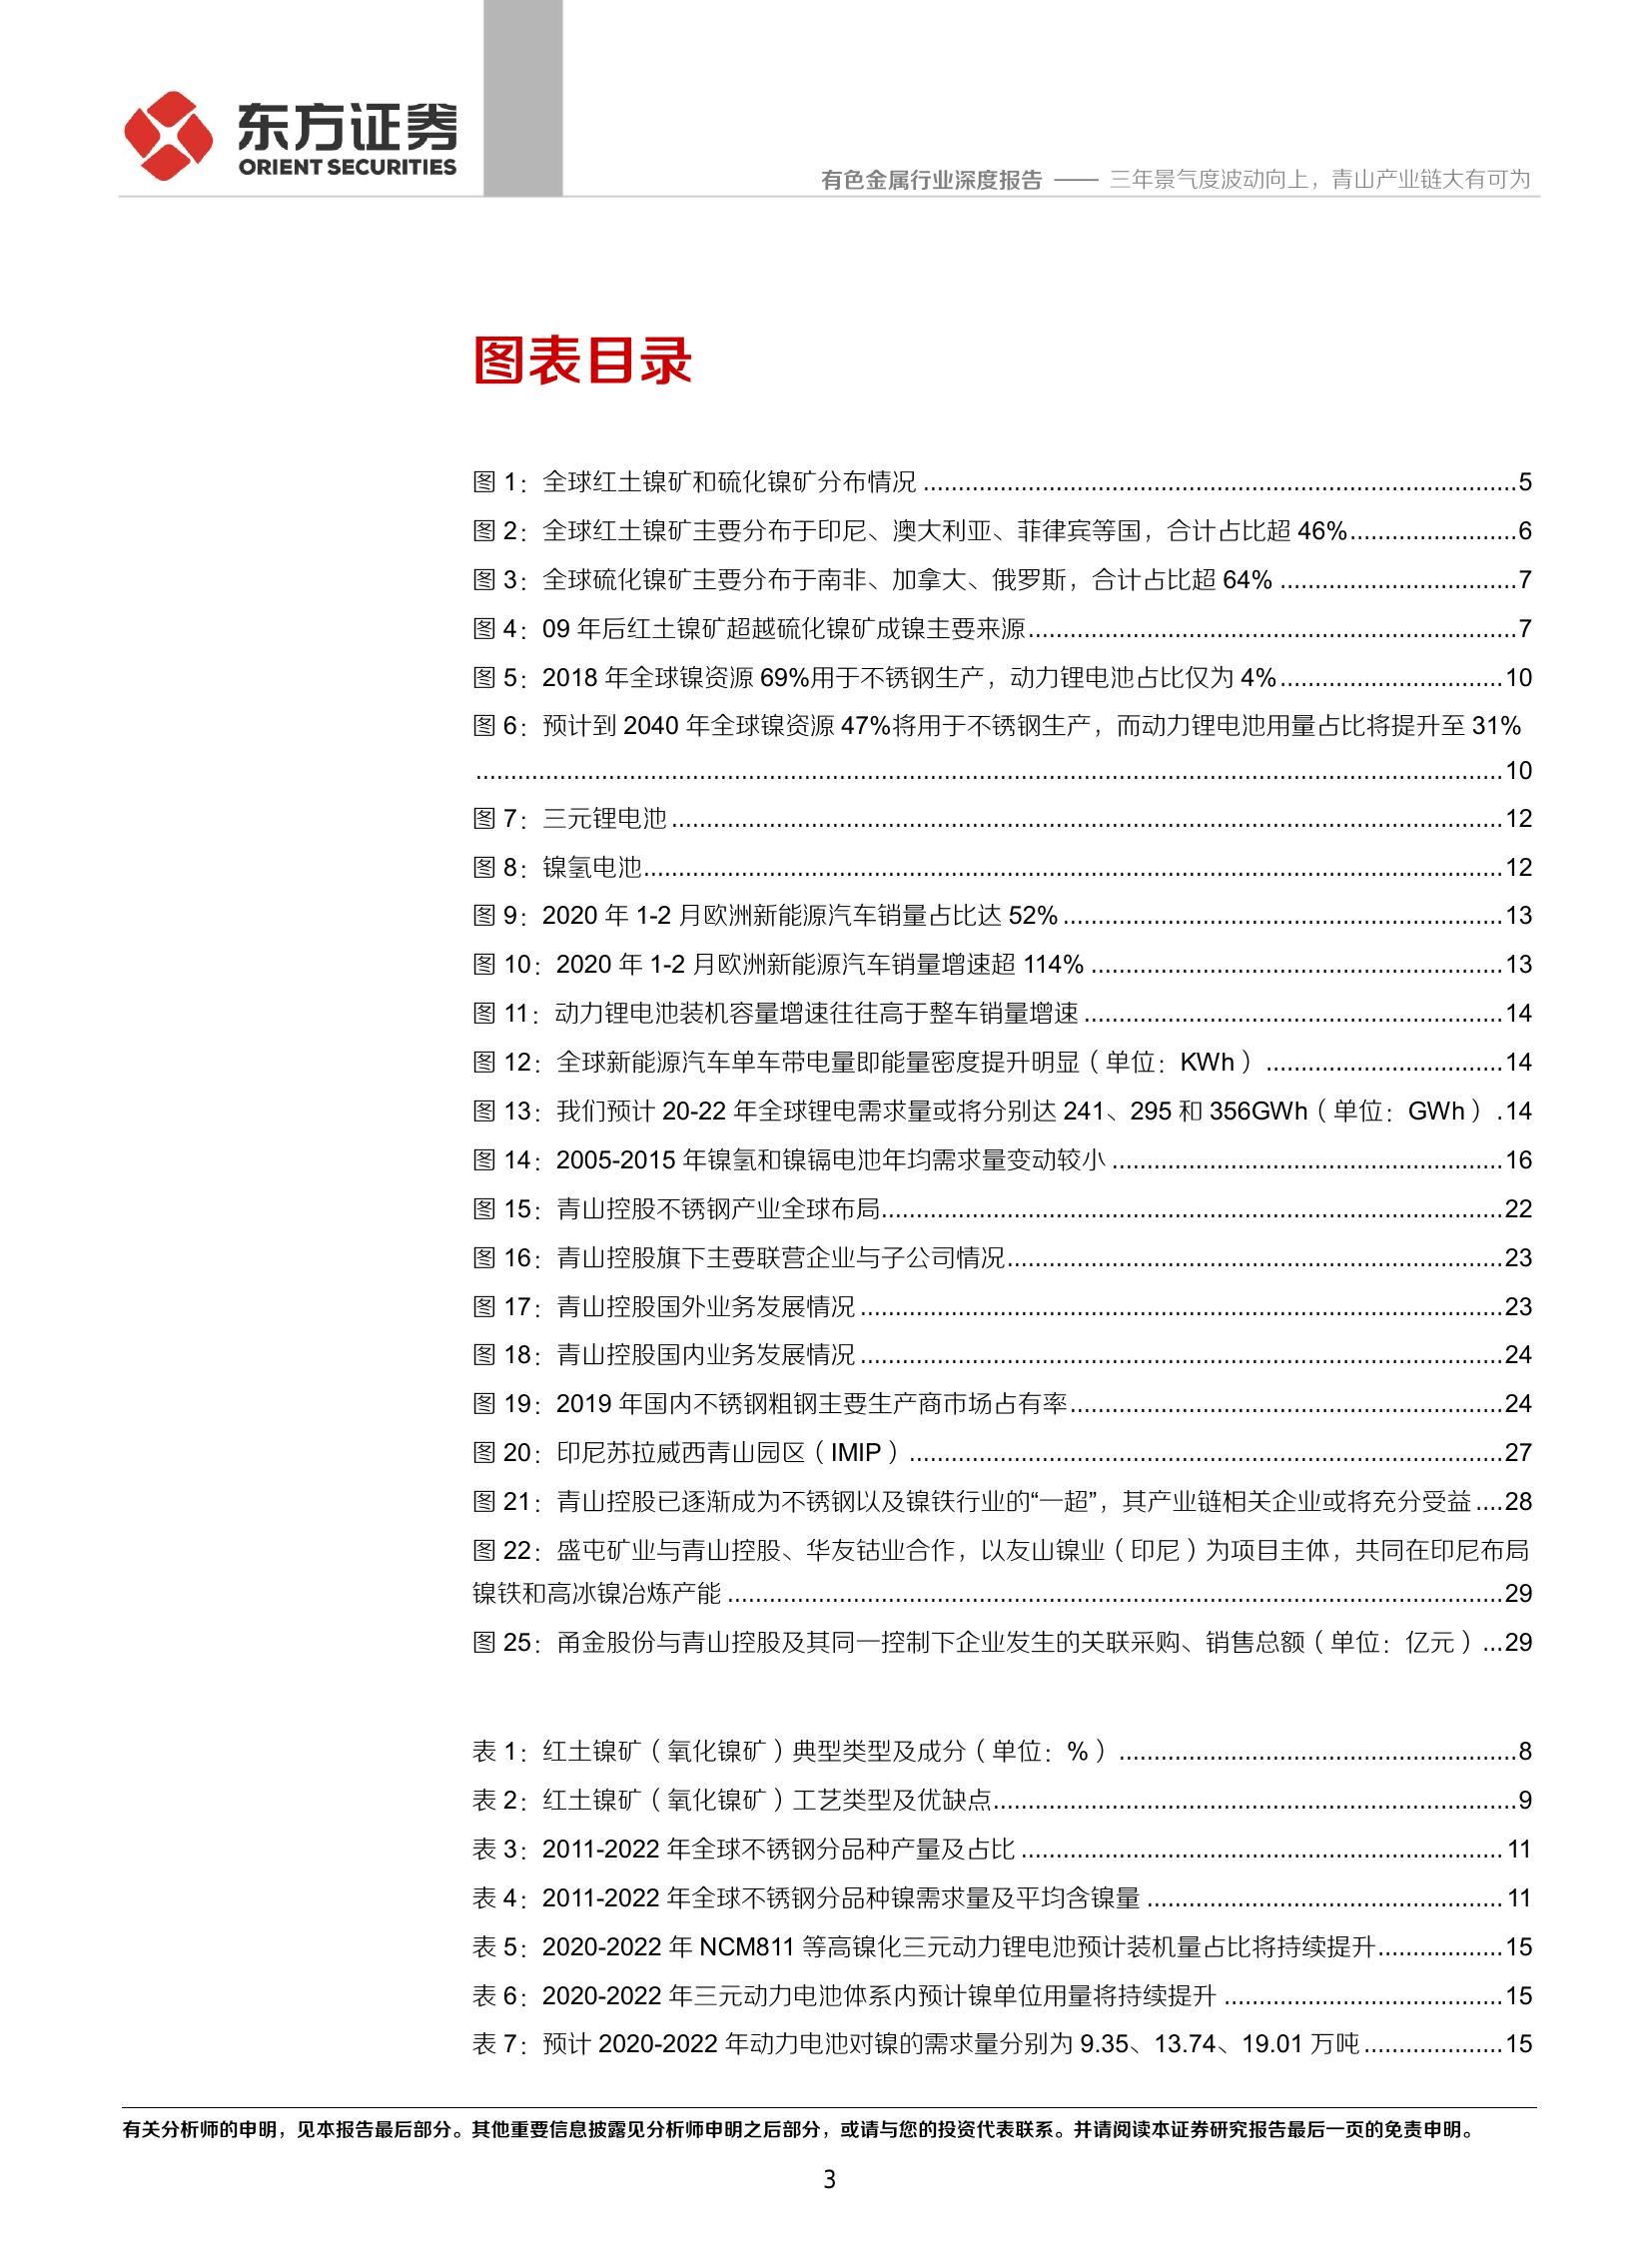 东方证券
ORIENT SECURITIES
有色金属行业深度报告 —— 三年景气度波动向上，青山产业链大有可为
图表目录
图 1：全球红土镍矿和硫化镍矿分布情况 ........................................ 5
图 2：全球红土镍矿主要分布于印尼、澳大利亚、菲律宾等国，合计占比超 46% ........................ 6
图 3：全球硫化镍矿主要分布于南非、加拿大、俄罗斯，合计占比超 64% .................................. 7
图 4：09 年后红土镍矿超越硫化镍矿成镍主要来源 ........................................ 7
图 5：2018 年全球镍资源 69%用于不锈钢生产，动力锂电池占比仅为 4% ................................ 10
图 6：预计到 2040 年全球镍资源 47%将用于不锈钢生产，而动力锂电池用量占比将提升至 31%
........................................ 10
图 7：三元锂电池 ........................................ 12
图 8：镍氢电池 ........................................ 12
图 9：2020 年 1-2 月欧洲新能源汽车销量占比达 52% ........................................ 13
图 10：2020 年 1-2 月欧洲新能源汽车销量增速超 114% ........................................ 13
图 11：动力锂电池装机容量增速往往高于整车销量增速 ........................................ 14
图 12：全球新能源汽车单车带电量即能量密度提升明显（单位：KWh） .................................. 14
图 13：我们预计 20-22 年全球锂电需求量或将分别达 241、295 和 356GWh（单位：GWh） . 14
图 14：2005-2015 年镍氢和镍镉电池年均需求量变动较小 ........................................ 16
图 15：青山控股不锈钢产业全球布局 ........................................ 22
图 16：青山控股旗下主要联营企业与子公司情况 ........................................ 23
图 17：青山控股国外业务发展情况 ........................................ 23
图 18：青山控股国内业务发展情况 ........................................ 24
图 19：2019 年国内不锈钢粗钢主要生产商市场占有率 ........................................ 24
图 20：印尼苏拉威西青山园区（IMIP） ........................................ 27
图 21：青山控股已逐渐成为不锈钢以及镍铁行业的“一超”，其产业链相关企业或将充分受益 .... 28
图 22：盛屯矿业与青山控股、华友钴业合作，以友山镍业（印尼）为项目主体，共同在印尼布局
镍铁和高冰镍冶炼产能 ........................................ 29
图 25：甬金股份与青山控股及其同一控制下企业发生的关联采购、销售总额（单位：亿元） ... 29
表 1：红土镍矿（氧化镍矿）典型类型及成分（单位：%） ........................................ 8
表 2：红土镍矿（氧化镍矿）工艺类型及优缺点 ........................................ 9
表 3：2011-2022 年全球不锈钢分品种产量及占比 ........................................ 11
表 4：2011-2022 年全球不锈钢分品种镍需求量及平均含镍量 ........................................ 11
表 5：2020-2022 年 NCM811 等高镍化三元动力锂电池预计装机量占比将持续提升 .................. 15
表 6：2020-2022 年三元动力电池体系内预计镍单位用量将持续提升 ........................................ 15
表 7：预计 2020-2022 年动力电池对镍的需求量分别为 9.35、13.74、19.01 万吨 .................... 15
有关分析师的申明，见本报告最后部分。其他重要信息披露见分析师申明之后部分，或请与您的投资代表联系。并请阅读本证券研究报告最后一页的免责申明。
3